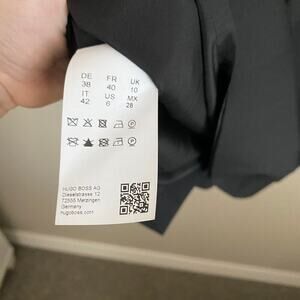 DE FR UK
38 40 10
IT US MX
42 6 28
HUGO BOSS AG
Dieselstrasse 12
72555 Metzingen
Germany
hugoboss.com